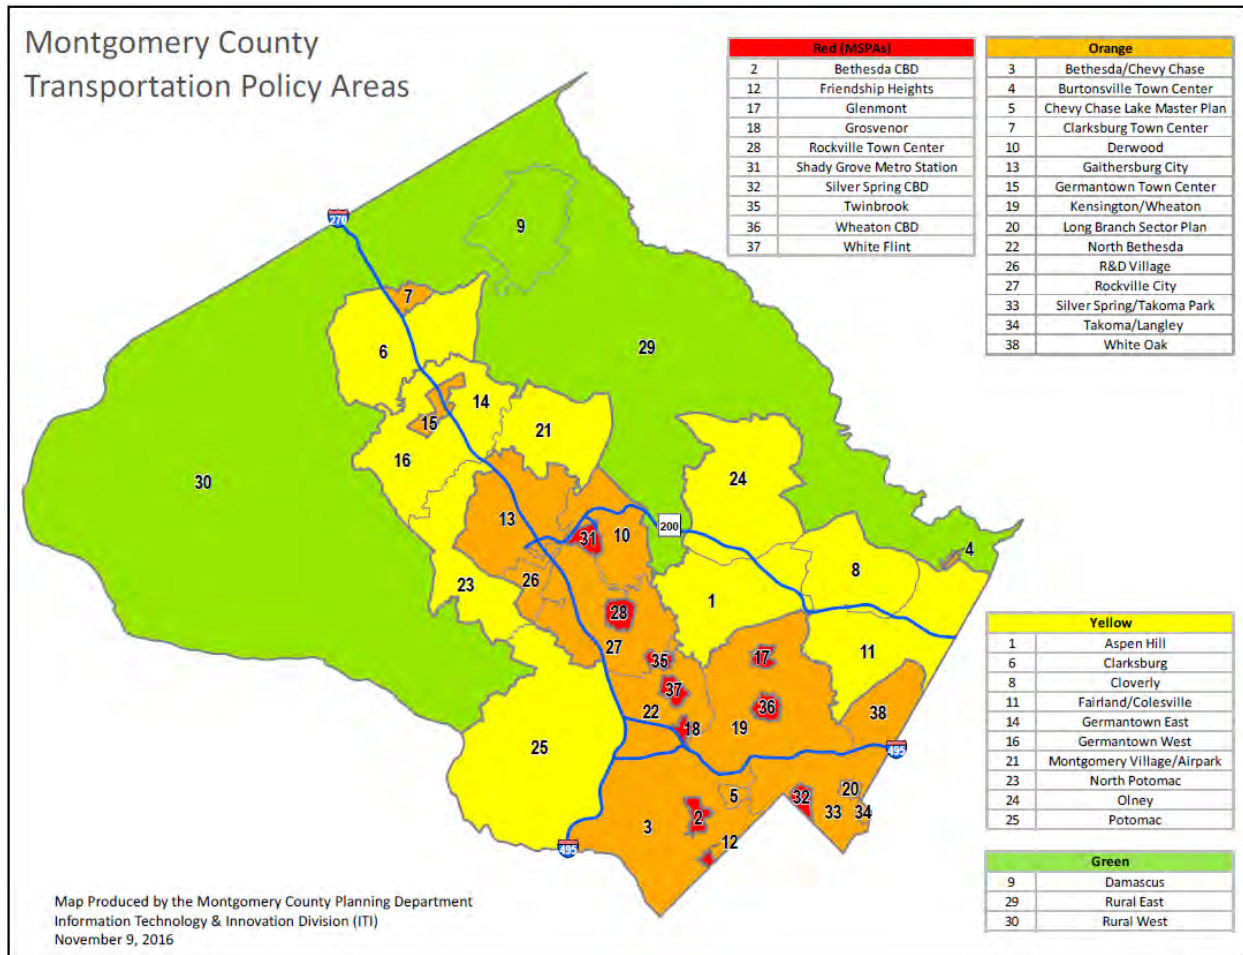 Montgomery County
Transportation Policy Areas
Red (MSPAs)
2 Bethesda CBD
12 Friendship Heights
17 Glenmont
18 Grosvenor
28 Rockville Town Center
31 Shady Grove Metro Station
32 Silver Spring CBD
35 Twinbrook
36 Wheaton CBD
37 White Flint
Orange
3 Bethesda/Chevy Chase
4 Burtonsville Town Center
5 Chevy Chase Lake Master Plan
7 Clarksburg Town Center
10 Derwood
13 Gaithersburg City
15 Germantown Town Center
19 Kensington/Wheaton
20 Long Branch Sector Plan
22 North Bethesda
26 R&D Village
27 Rockville City
33 Silver Spring/Takoma Park
34 Takoma/Langley
38 White Oak
270
9
7
6
29
14
15
21
16
24
30
13
200
31
10
4
26
8
23
1
28
27
35
17
11
37
36
22
18
19
38
25
495
5
32
20
3
2
33
34
12
495
Yellow
1 Aspen Hill
6 Clarksburg
8 Cloverly
11 Fairland/Colesville
14 Germantown East
16 Germantown West
21 Montgomery Village/Airpark
23 North Potomac
24 Olney
25 Potomac
Green
9 Damascus
29 Rural East
30 Rural West
Map Produced by the Montgomery County Planning Department
Information Technology & Innovation Division (ITI)
November 9, 2016